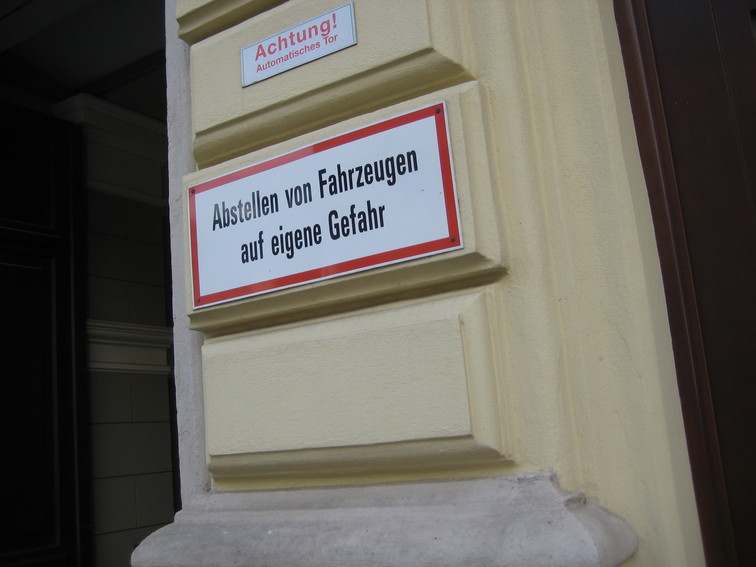 Achtung!
Automatisches Tor
Abstellen von Fahrzeugen
auf eigene Gefahr